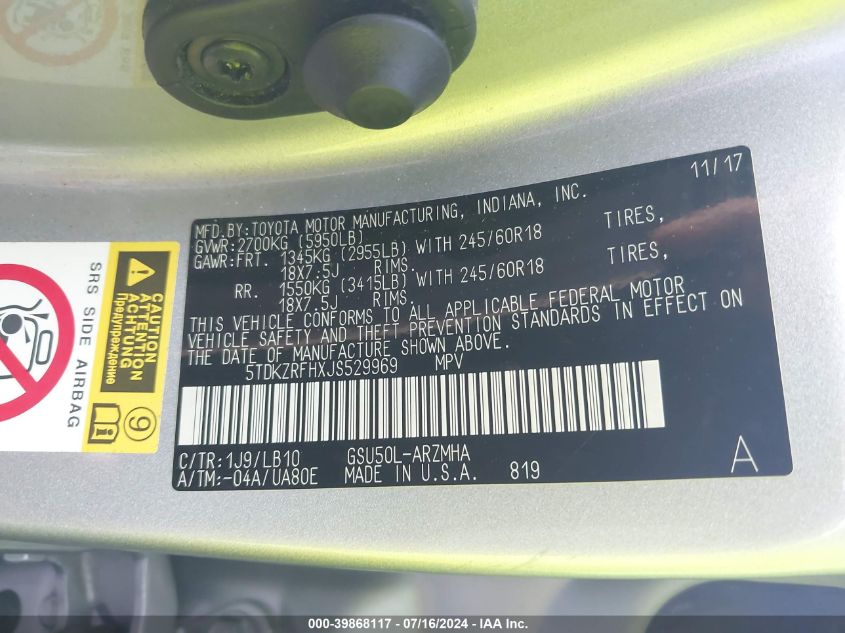 11/17
MFD.BY:TOYOTA MOTOR MANUFACTURING, INDIANA, INC.
GVWR:2700KG (5950LB)
GAWR:FRT. 1345KG (2955LB) WITH 245/60R18 TIRES,
18X7.5J RIMS.
RR. 1550KG (3415LB) WITH 245/60R18 TIRES,
18X7.5J RIMS.
THIS VEHICLE CONFORMS TO ALL APPLICABLE FEDERAL MOTOR
VEHICLE SAFETY AND THEFT PREVENTION STANDARDS IN EFFECT ON
THE DATE OF MANUFACTURE SHOWN ABOVE.
5TDKZRFHXJS529969 MPV
C/TR:1J9/LB10 GSU50L-ARZMHA
A/TM:-04A/UA80E MADE IN U.S.A. 819
A
SRS SIDE AIRBAG
CAUTION
ATTENTION
Предупреждение
9
000-39868117 - 07/16/2024 - IAA Inc.